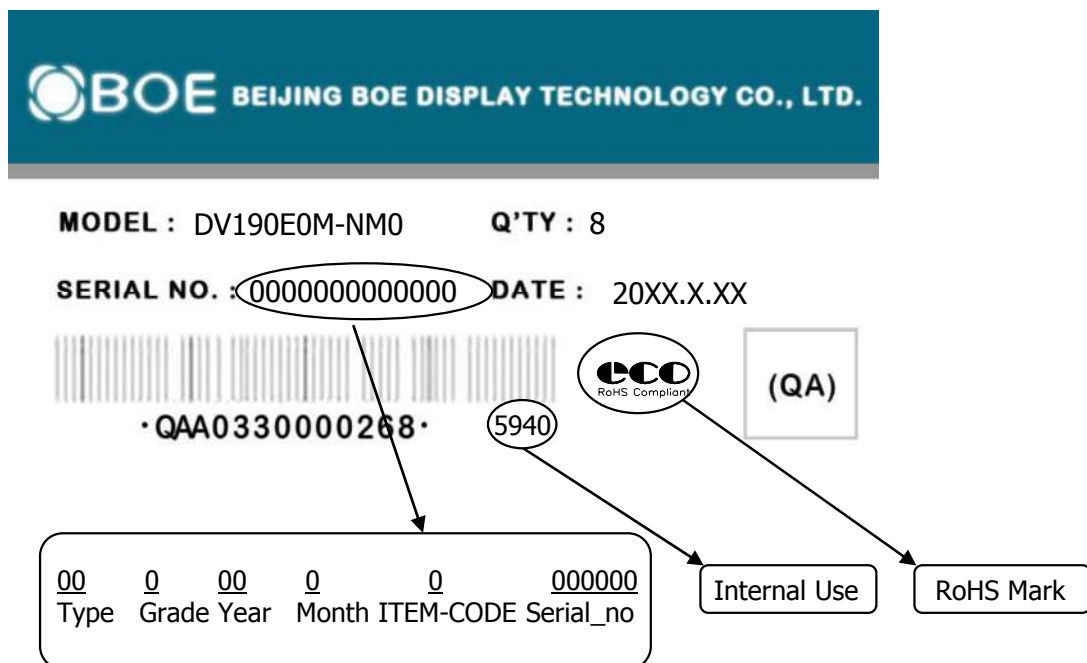 BOE BEIJING BOE DISPLAY TECHNOLOGY CO., LTD.
MODEL : DV190E0M-NM0 Q'TY : 8
SERIAL NO. : 0000000000000 DATE : 20XX.X.XX
eco
RoHS Compliant
(QA)
·QAA0330000268· 5940
00 0 00 0 0 000000
Type Grade Year Month ITEM-CODE Serial_no
Internal Use
RoHS Mark